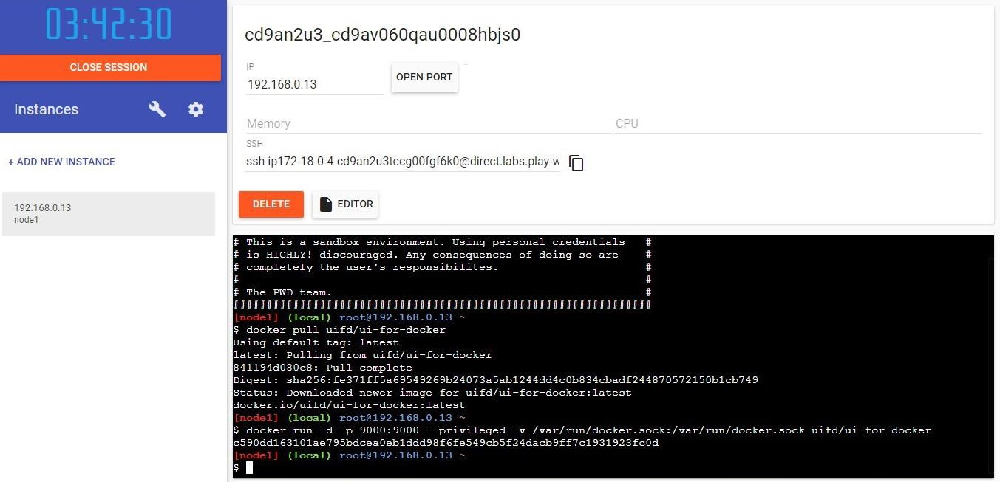 03:42:30
CLOSE SESSION
Instances
+ ADD NEW INSTANCE
192.168.0.13
node1
cd9an2u3_cd9av060qau0008hbjs0
IP
192.168.0.13
OPEN PORT
Memory
CPU
SSH
ssh ip172-18-0-4-cd9an2u3tccg00fgf6k0@direct.labs.play-w
DELETE
EDITOR
# This is a sandbox environment. Using personal credentials #
# is HIGHLY! discouraged. Any consequences of doing so are #
# completely the user's responsibilites. #
# #
# The PWD team. #
###############################################################
[node1] (local) root@192.168.0.13 ~
$ docker pull uifd/ui-for-docker
Using default tag: latest
latest: Pulling from uifd/ui-for-docker
841194d080c8: Pull complete
Digest: sha256:fe371ff5a69549269b24073a5ab1244dd4c0b834cbadf244870572150b1cb749
Status: Downloaded newer image for uifd/ui-for-docker:latest
docker.io/uifd/ui-for-docker:latest
[node1] (local) root@192.168.0.13 ~
$ docker run -d -p 9000:9000 --privileged -v /var/run/docker.sock:/var/run/docker.sock uifd/ui-for-docker
c590dd163101ae795bdcea0eb1ddd98f6fe549cb5f24dacb9ff7c1931923fc0d
[node1] (local) root@192.168.0.13 ~
$